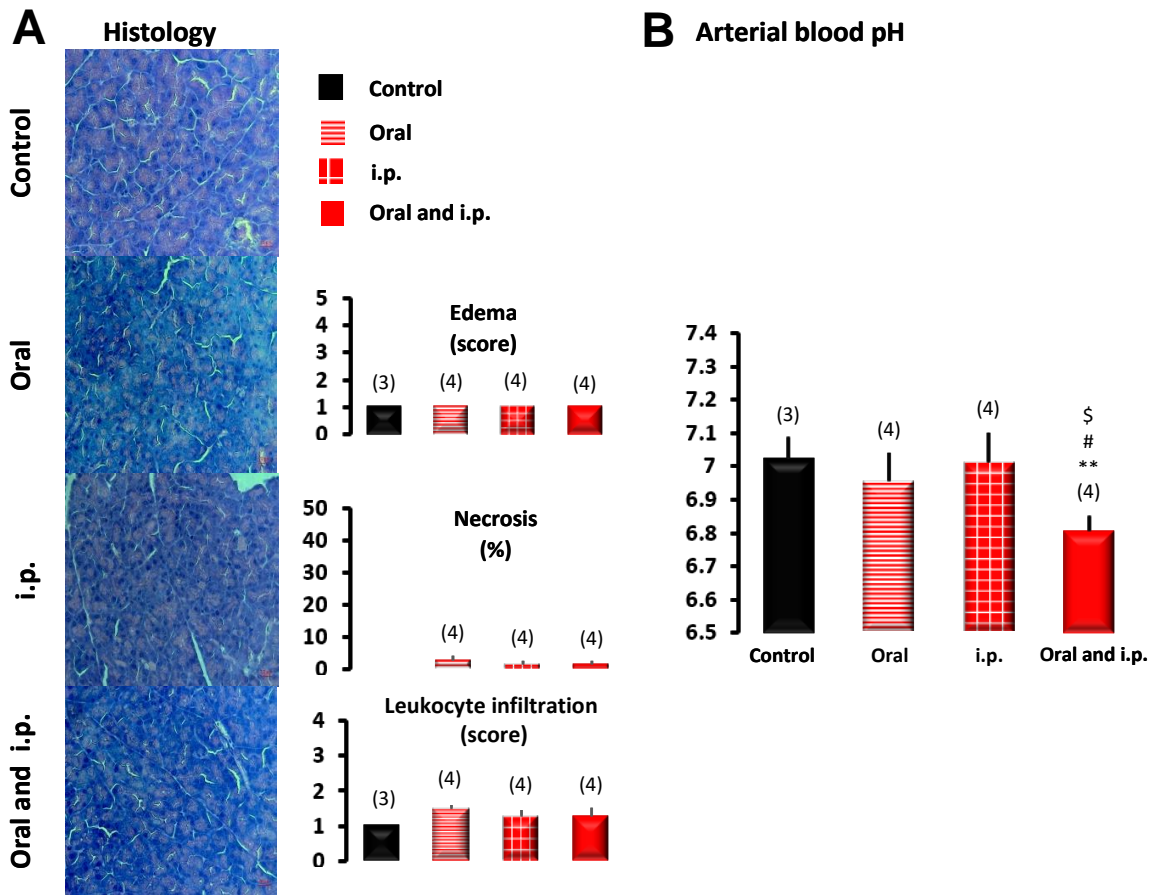 A
Histology
Control
Oral
i.p.
Oral and i.p.
Control
Oral
i.p.
Oral and i.p.
Edema
(score)
5
4
3
2
1
0
(3)
(4)
(4)
(4)
Necrosis
(%)
50
40
30
20
10
0
(4)
(4)
(4)
Leukocyte infiltration
(score)
4
3
2
1
0
(3)
(4)
(4)
(4)
B
Arterial blood pH
7.4
7.3
7.2
7.1
7
6.9
6.8
6.7
6.6
6.5
(3)
(4)
(4)
$
#
**
(4)
Control
Oral
i.p.
Oral and i.p.